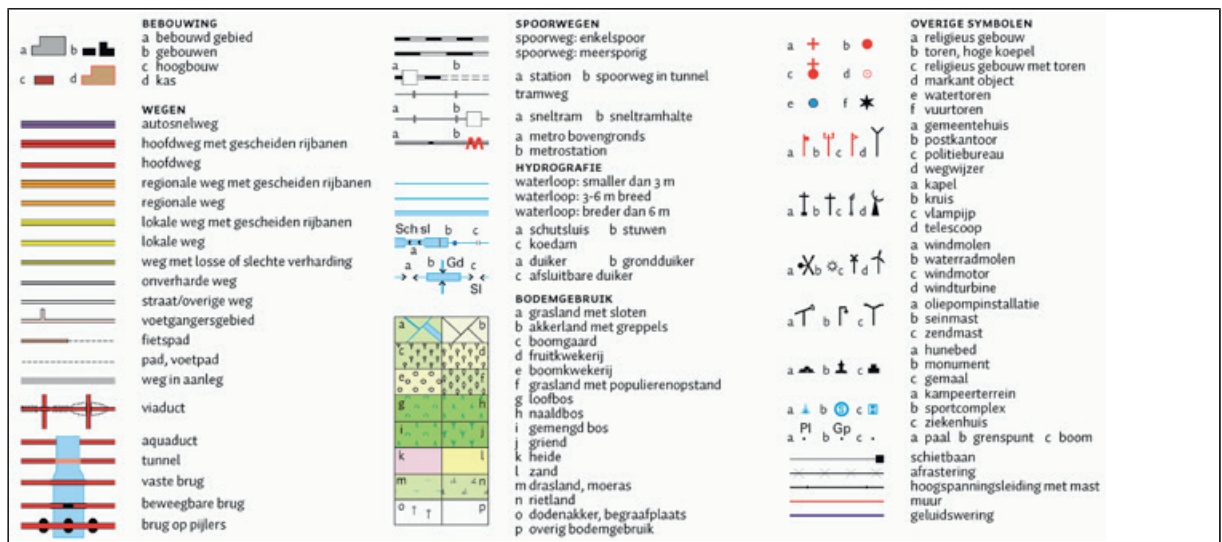 BEBOUWING
a b
a bebouwd gebied
b gebouwen
c d
c hoogbouw
d kas
WEGEN
autosnelweg
hoofdweg met gescheiden rijbanen
hoofdweg
regionale weg met gescheiden rijbanen
regionale weg
lokale weg met gescheiden rijbanen
lokale weg
weg met losse of slechte verharding
onverharde weg
straat/overige weg
voetgangersgebied
fietspad
pad, voetpad
weg in aanleg
viaduct
aquaduct
tunnel
vaste brug
beweegbare brug
brug op pijlers
SPOORWEGEN
spoorweg: enkelspoor
spoorweg: meersporig
a b
a station b spoorweg in tunnel
tramweg
a b
a sneltram b sneltramhalte
a b
a metro bovengronds
b metrostation
HYDROGRAFIE
waterloop: smaller dan 3 m
waterloop: 3-6 m breed
waterloop: breder dan 6 m
Sch sl b c
a
a schutsluis b stuwen
c koedam
a b Gd c
Sl
a duiker b grondduiker
c afsluitbare duiker
BODEMGEBRUIK
a b
c d
e f
g h
i j
k l
m n
o p
a grasland met sloten
b akkerland met greppels
c boomgaard
d fruitkwekerij
e boomkwekerij
f grasland met populierenopstand
g loofbos
h naaldbos
i gemengd bos
j griend
k heide
l zand
m drasland, moeras
n rietland
o dodenakker, begraafplaats
p overig bodemgebruik
OVERIGE SYMBOLEN
a b
c d
e f
a religieus gebouw
b toren, hoge koepel
c religieus gebouw met toren
d markant object
e watertoren
f vuurtoren
a b c d
a gemeentehuis
b postkantoor
c politiebureau
d wegwijzer
a b c d
a kapel
b kruis
c vlampijp
d telescoop
a b c d
a windmolen
b waterradmolen
c windmotor
d windturbine
a b c
a oliepompinstallatie
b seinmast
c zendmast
a b c
a hunebed
b monument
c gemaal
a b S c H
a kampeerterrein
b sportcomplex
c ziekenhuis
Pl Gp
a b c
a paal b grenspunt c boom
schietbaan
afrastering
hoogspanningsleiding met mast
muur
geluidswering